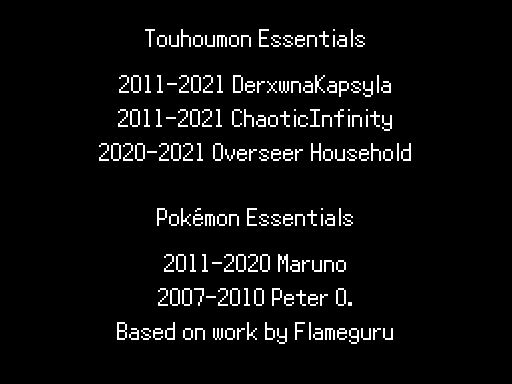 Touhoumon Essentials
2011-2021 DerxwnaKapsyla
2011-2021 ChaoticInfinity
2020-2021 Overseer Household
Pokémon Essentials
2011-2020 Maruno
2007-2010 Peter O.
Based on work by Flameguru